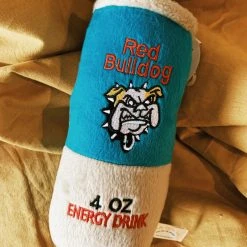 Red
Bulldog
4 OZ
ENERGY DRINK